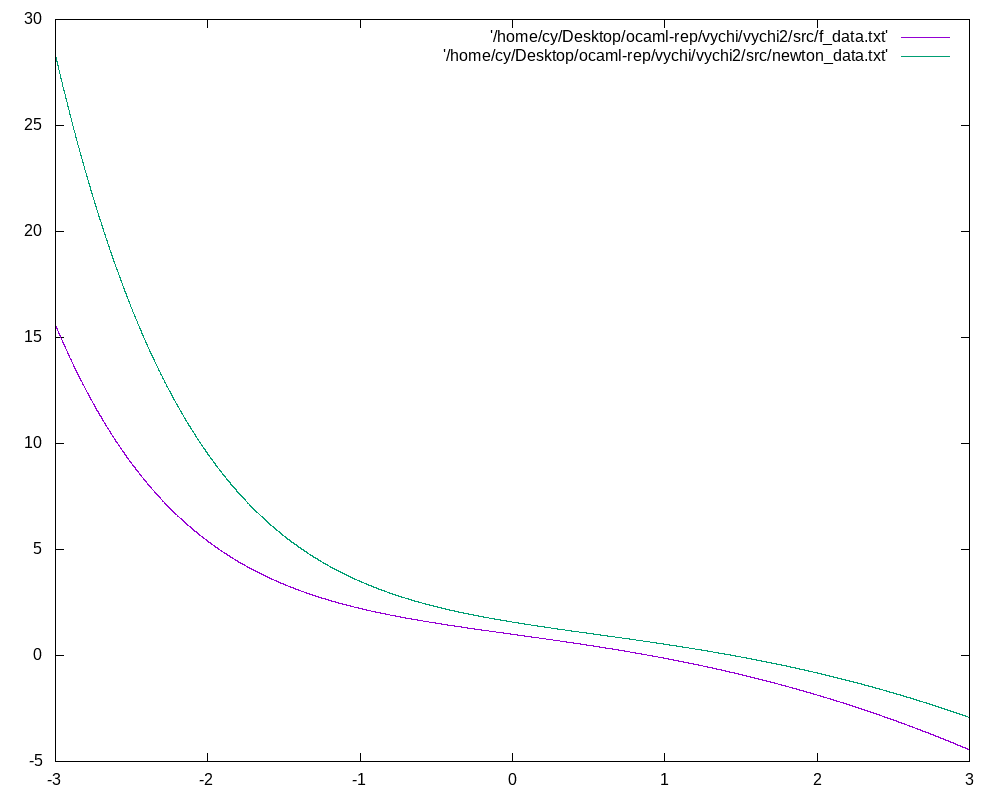 '/home/cy/Desktop/ocaml-rep/vychi/vychi2/src/f_data.txt'
'/home/cy/Desktop/ocaml-rep/vychi/vychi2/src/newton_data.txt'
30
25
20
15
10
5
0
-5
-3 -2 -1 0 1 2 3